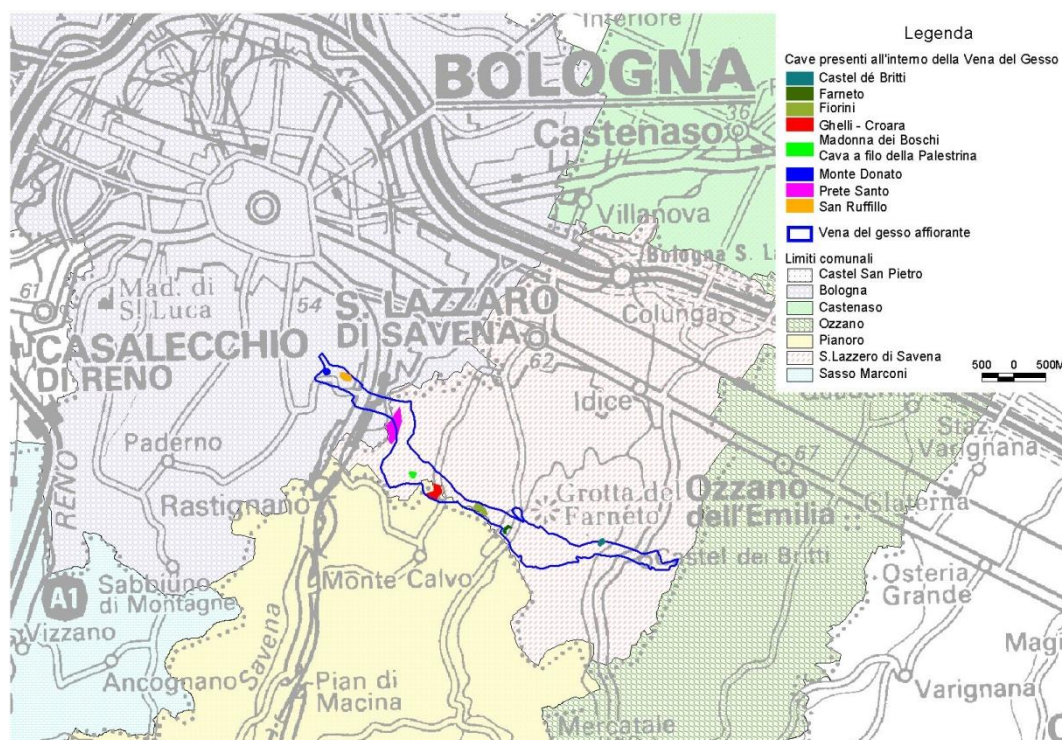 Interiore
BOLOGNA
Castenaso
36
Villanova
Bologna S. L
61
Mad. di
S. Luca
54
S. LAZZARO
DI SAVENA
62
Colunga
CASALECCHIO
DI RENO
Idice
Staz.
Varignana
Paderno
67
RENO
Rastignano
Grotta del
Farneto
Ozzano
dell'Emilia
Claterna
Castel dei Britti
Monte Calvo
Sabbiuno
di Montagne
Osteria
Grande
A1
Vizzano
Savena
Magi
Ancognano
Pian di
Macina
Varignana
Mercatale
Legenda
Cave presenti all'interno della Vena del Gesso
Castel dé Britti
Farneto
Fiorini
Ghelli - Croara
Madonna dei Boschi
Cava a filo della Palestrina
Monte Donato
Prete Santo
San Ruffillo
Vena del gesso affiorante
Limiti comunali
Castel San Pietro
Bologna
Castenaso
Ozzano
Pianoro
S.Lazzero di Savena
Sasso Marconi
500 0 500M